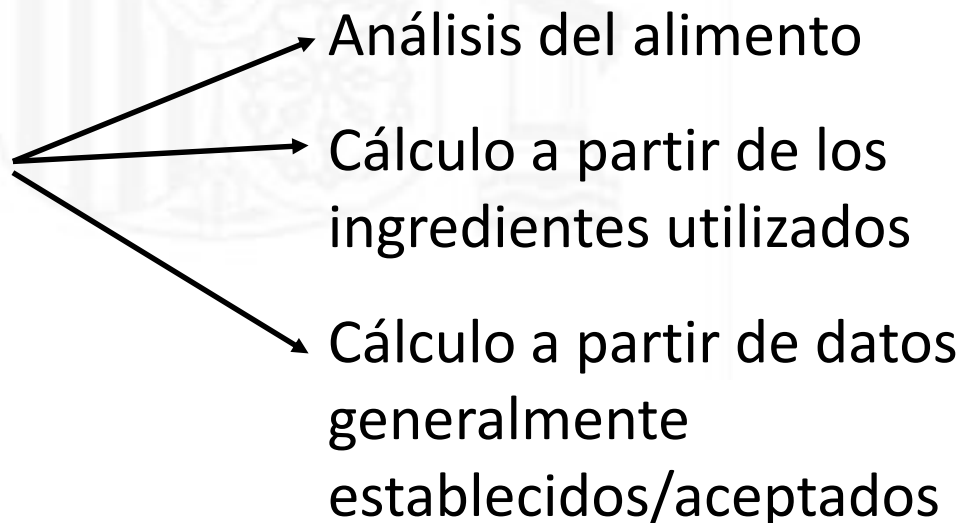 Análisis del alimento
Cálculo a partir de los
ingredientes utilizados
Cálculo a partir de datos
generalmente
establecidos/aceptados